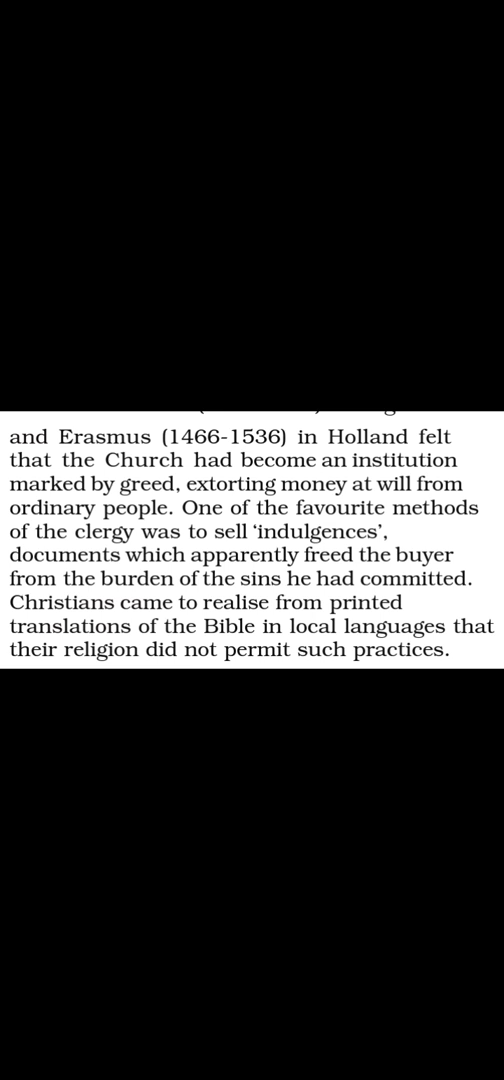 and Erasmus (1466-1536) in Holland felt
that the Church had become an institution
marked by greed, extorting money at will from
ordinary people. One of the favourite methods
of the clergy was to sell ‘indulgences’,
documents which apparently freed the buyer
from the burden of the sins he had committed.
Christians came to realise from printed
translations of the Bible in local languages that
their religion did not permit such practices.